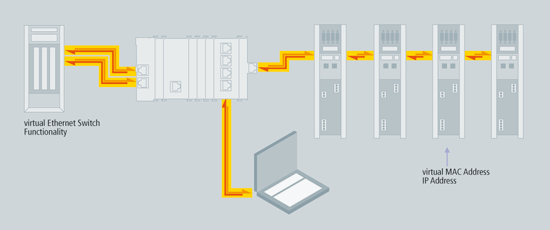 virtual Ethernet Switch
Functionality
virtual MAC Address
IP Address